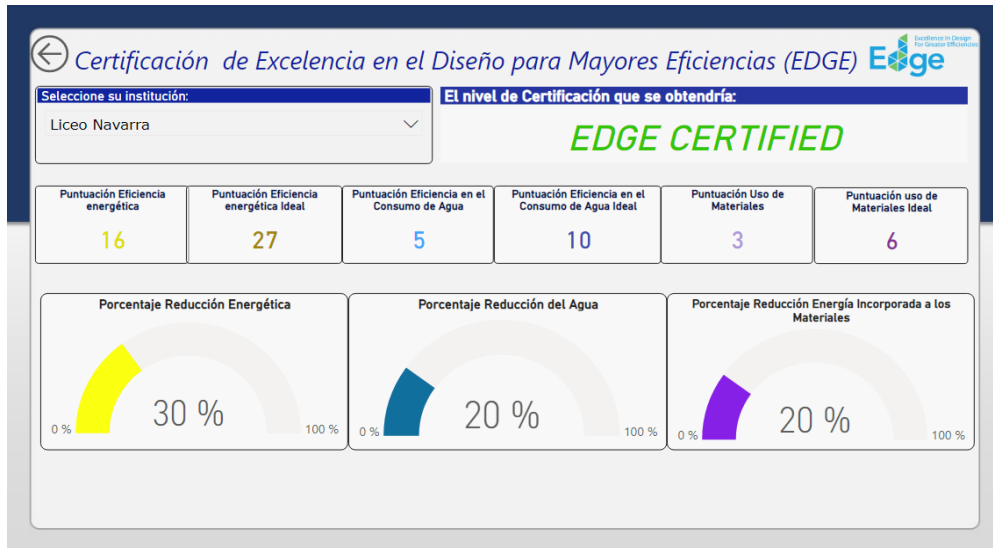 Certificación de Excelencia en el Diseño para Mayores Eficiencias (EDGE)
Edge
Excellence In Design
For Greater Efficiencies
Seleccione su institución:
Liceo Navarra
El nivel de Certificación que se obtendría:
EDGE CERTIFIED
Puntuación Eficiencia
energética
16
Puntuación Eficiencia
energética Ideal
27
Puntuación Eficiencia en el
Consumo de Agua
5
Puntuación Eficiencia en el
Consumo de Agua Ideal
10
Puntuación Uso de
Materiales
3
Puntuación uso de
Materiales Ideal
6
Porcentaje Reducción Energética
30 %
0 %
100 %
Porcentaje Reducción del Agua
20 %
0 %
100 %
Porcentaje Reducción Energía Incorporada a los
Materiales
20 %
0 %
100 %